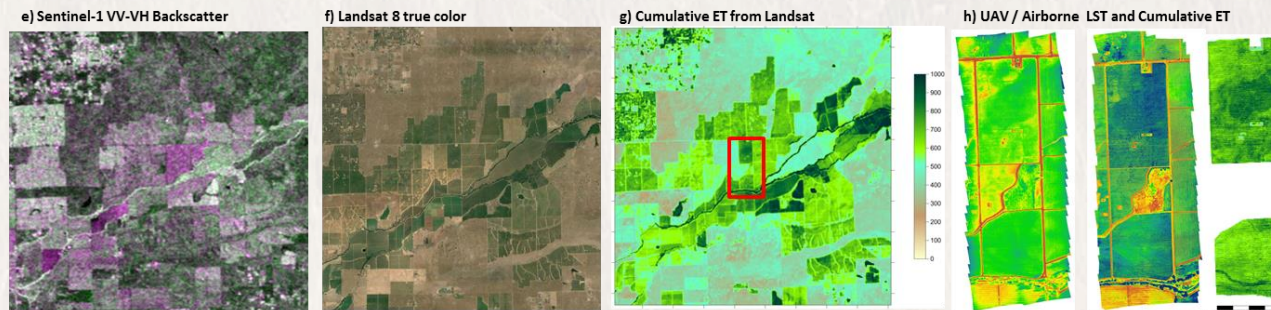 e) Sentinel-1 VV-VH Backscatter
f) Landsat 8 true color
g) Cumulative ET from Landsat
h) UAV / Airborne LST and Cumulative ET
1000
900
800
700
600
500
400
300
200
100
0